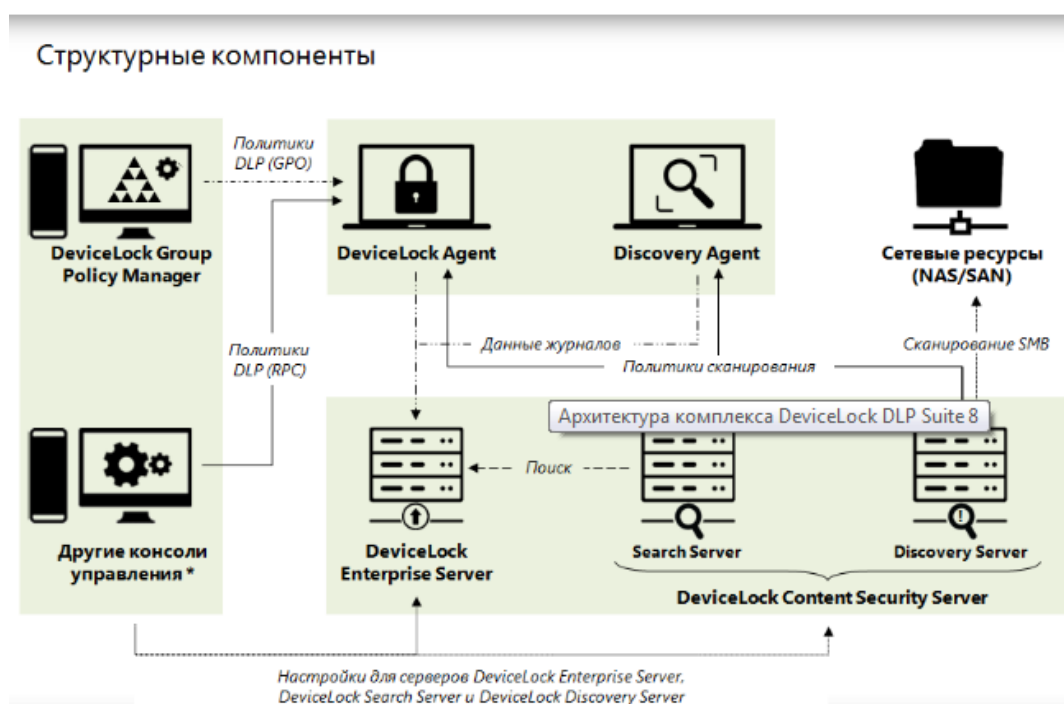 Структурные компоненты
Политики
DLP (GPO)
DeviceLock Group
Policy Manager
DeviceLock Agent
Discovery Agent
Сетевые ресурсы
(NAS/SAN)
Политики
DLP (RPC)
Данные журналов
Политики сканирования
Сканирование SMB
Архитектура комплекса DeviceLock DLP Suite 8
Поиск
Другие консоли
управления *
DeviceLock
Enterprise Server
Search Server
Discovery Server
DeviceLock Content Security Server
Настройки для серверов DeviceLock Enterprise Server,
DeviceLock Search Server и DeviceLock Discovery Server